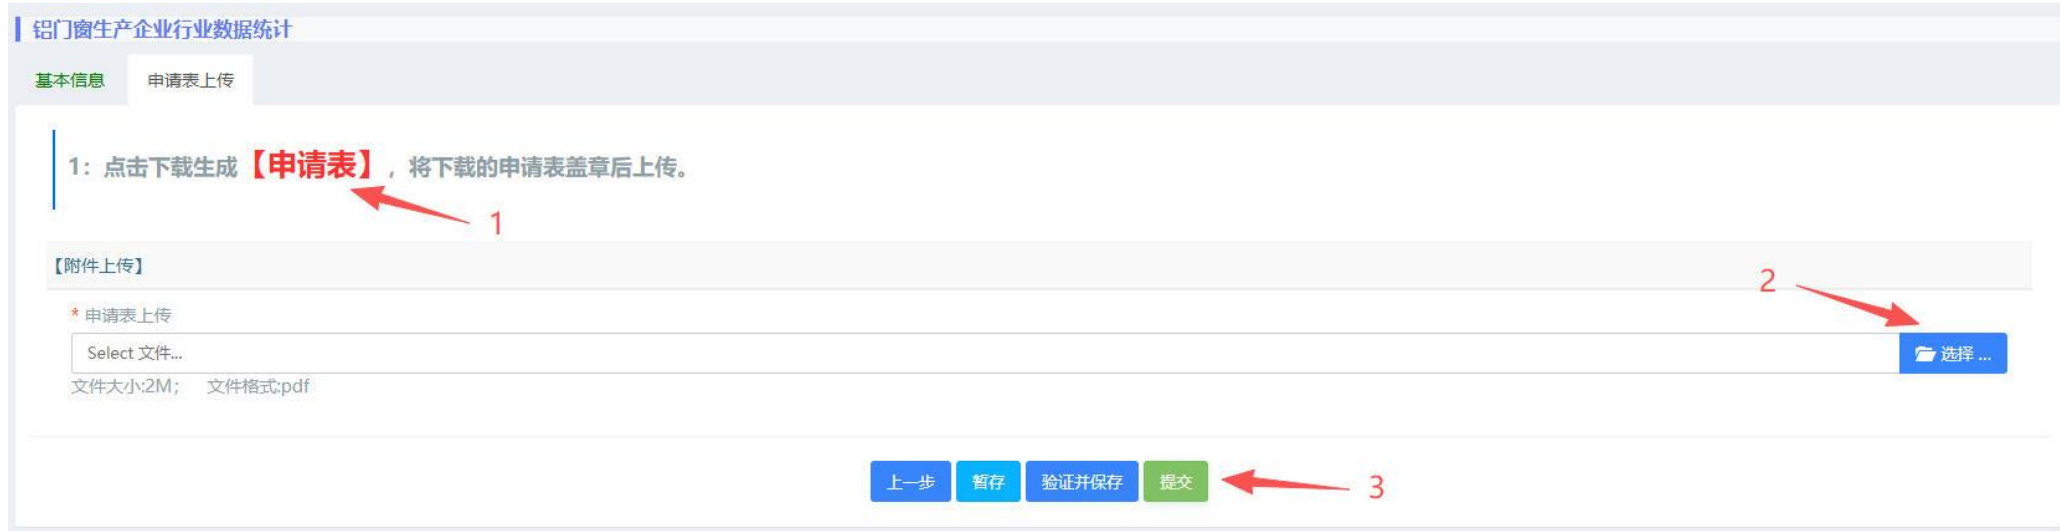 铝门窗生产企业行业数据统计
基本信息 申请表上传
1：点击下载生成【申请表】，将下载的申请表盖章后上传。
1
【附件上传】
2
* 申请表上传
Select 文件... 选择 ...
文件大小:2M； 文件格式:pdf
上一步 暂存 验证并保存 提交 3